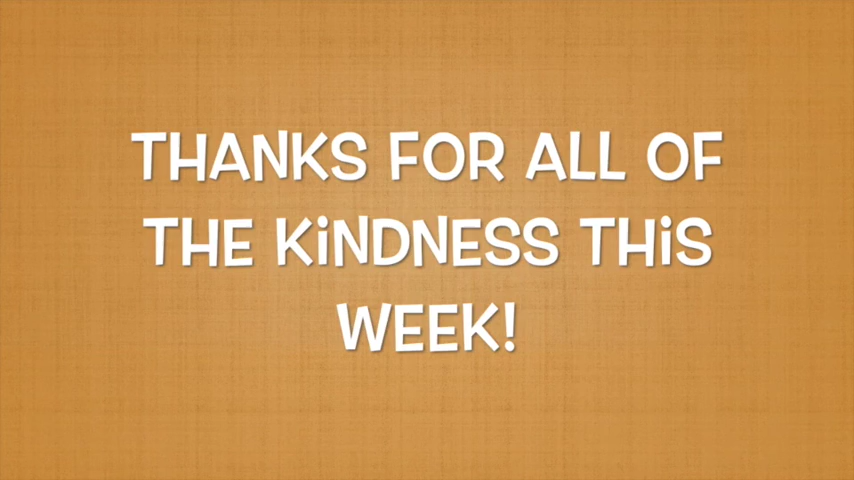 THANKS FOR ALL OF
THE KiNDNESS THiS
WEEK!